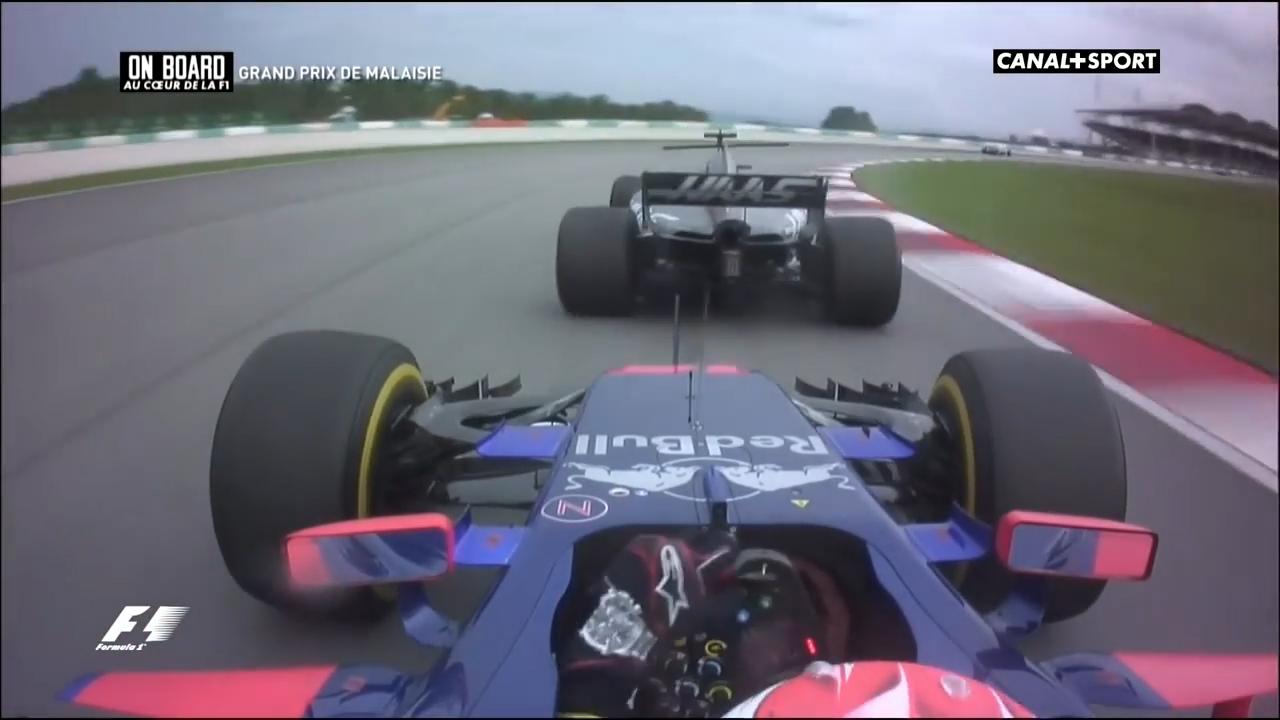 ON BOARD
AU CŒUR DE LA F1
GRAND PRIX DE MALAISIE
CANAL+SPORT
HAAS
Red Bull
Z
F1
Formula 1